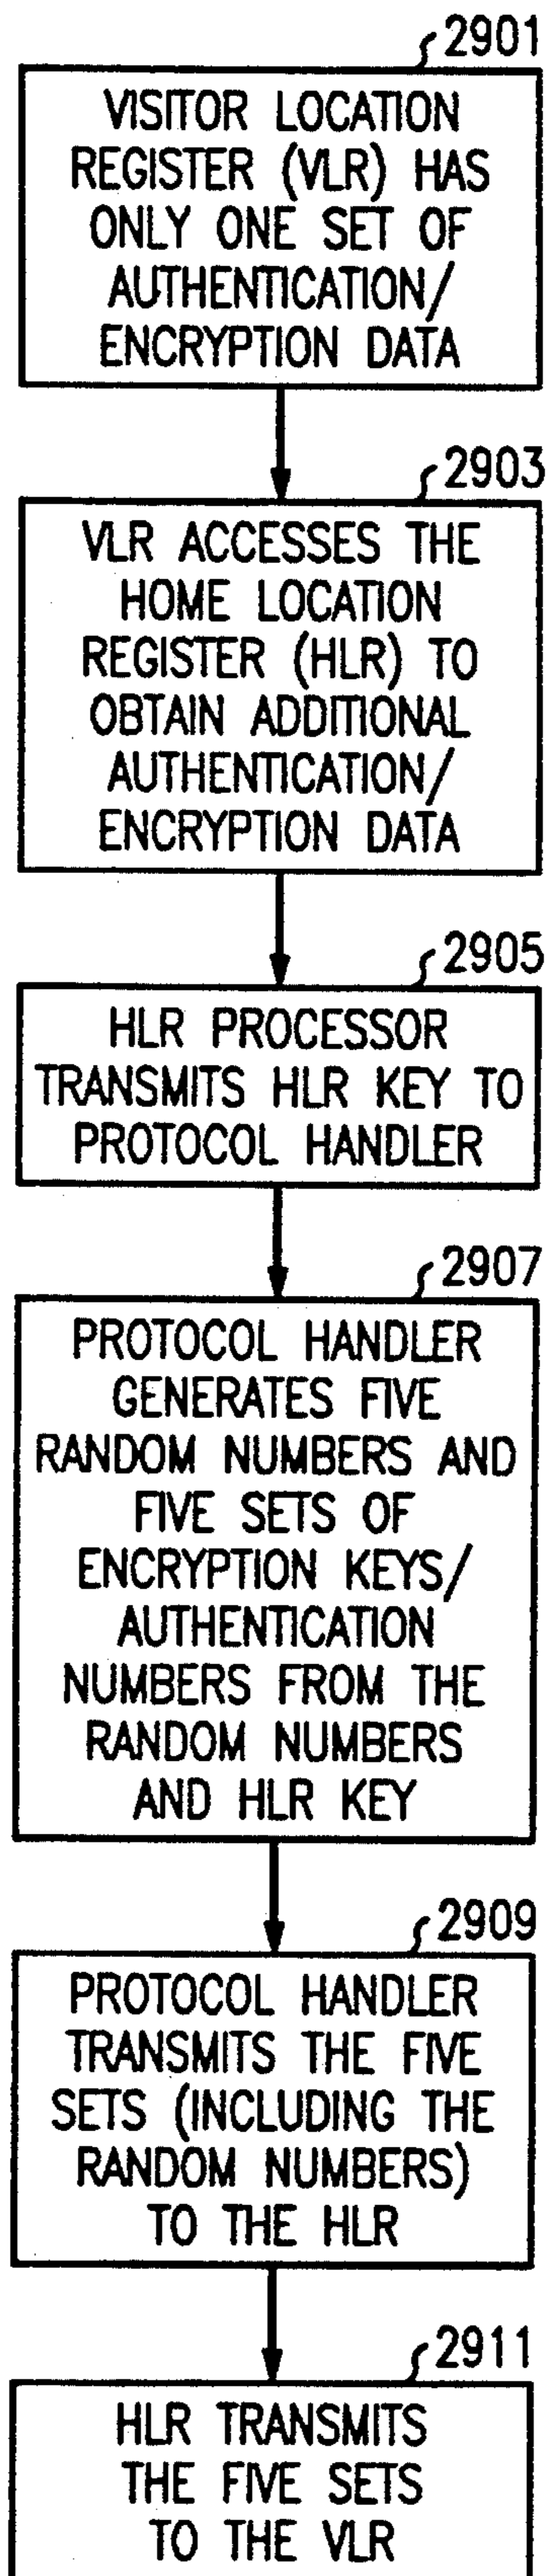 2901
VISITOR LOCATION
REGISTER (VLR) HAS
ONLY ONE SET OF
AUTHENTICATION/
ENCRYPTION DATA
2903
VLR ACCESSES THE
HOME LOCATION
REGISTER (HLR) TO
OBTAIN ADDITIONAL
AUTHENTICATION/
ENCRYPTION DATA
2905
HLR PROCESSOR
TRANSMITS HLR KEY TO
PROTOCOL HANDLER
2907
PROTOCOL HANDLER
GENERATES FIVE
RANDOM NUMBERS AND
FIVE SETS OF
ENCRYPTION KEYS/
AUTHENTICATION
NUMBERS FROM THE
RANDOM NUMBERS
AND HLR KEY
2909
PROTOCOL HANDLER
TRANSMITS THE FIVE
SETS (INCLUDING THE
RANDOM NUMBERS)
TO THE HLR
2911
HLR TRANSMITS
THE FIVE SETS
TO THE VLR